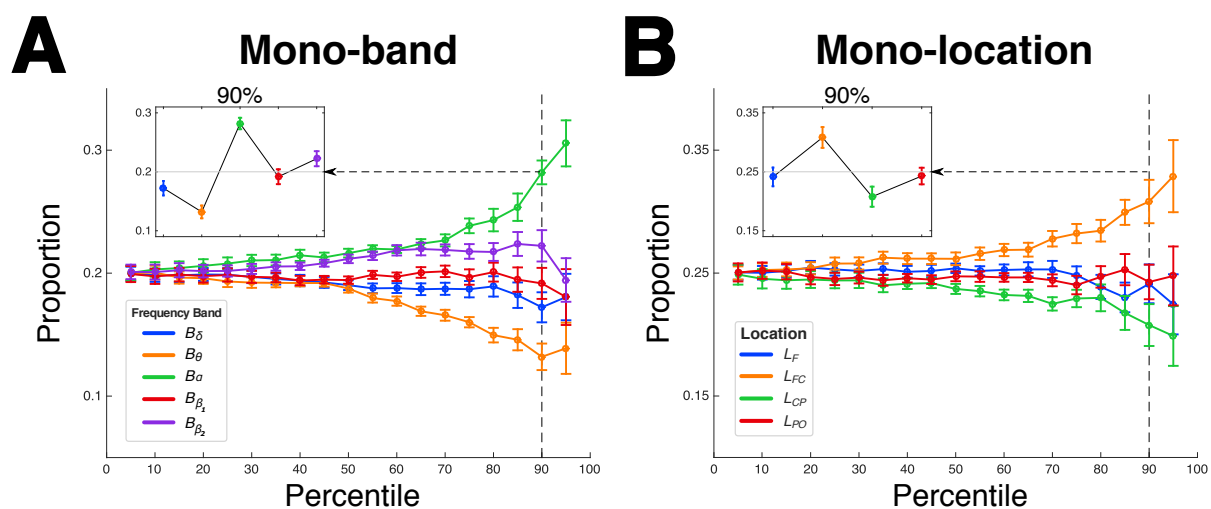 A
Mono-band
Proportion
0.3
0.2
0.1
90%
0.3
0.2
0.1
Frequency Band
Bδ
Bθ
Bα
Bβ1
Bβ2
0 10 20 30 40 50 60 70 80 90 100
Percentile
B
Mono-location
Proportion
0.35
0.25
0.15
90%
0.35
0.25
0.15
Location
LF
LFC
LCP
LPO
0 10 20 30 40 50 60 70 80 90 100
Percentile